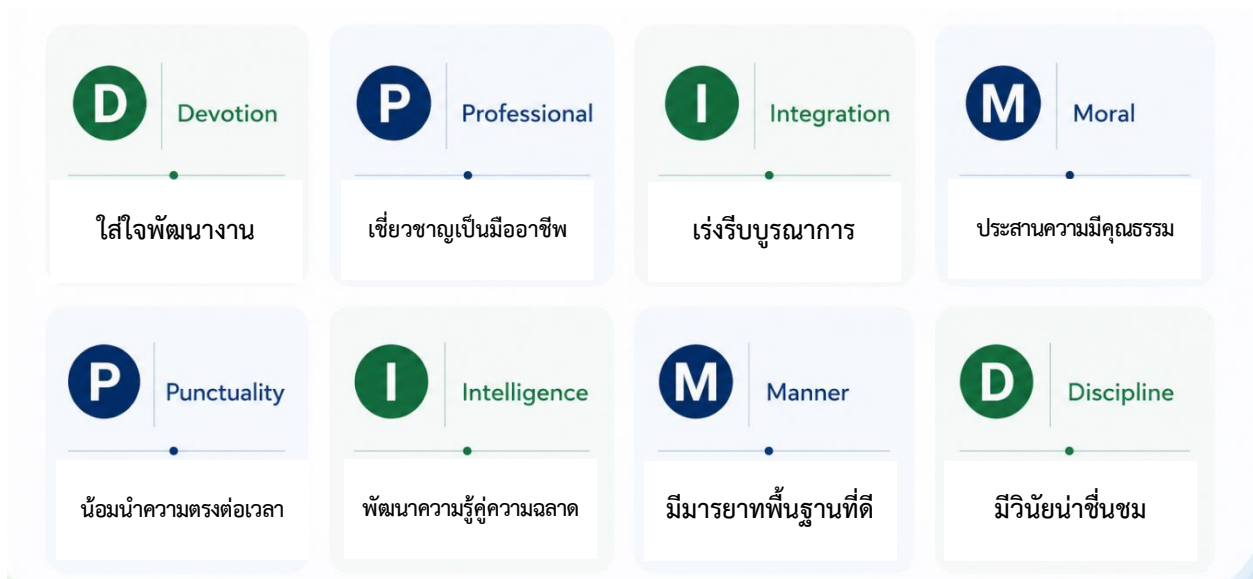 D Devotion
ใส่ใจพัฒนางาน
P Professional
เชี่ยวชาญเป็นมืออาชีพ
I Integration
เร่งรีบบูรณาการ
M Moral
ประสานความมีคุณธรรม
P Punctuality
น้อมนำความตรงต่อเวลา
I Intelligence
พัฒนาความรู้คู่ความฉลาด
M Manner
มีมารยาทพื้นฐานที่ดี
D Discipline
มีวินัยน่าชื่นชม